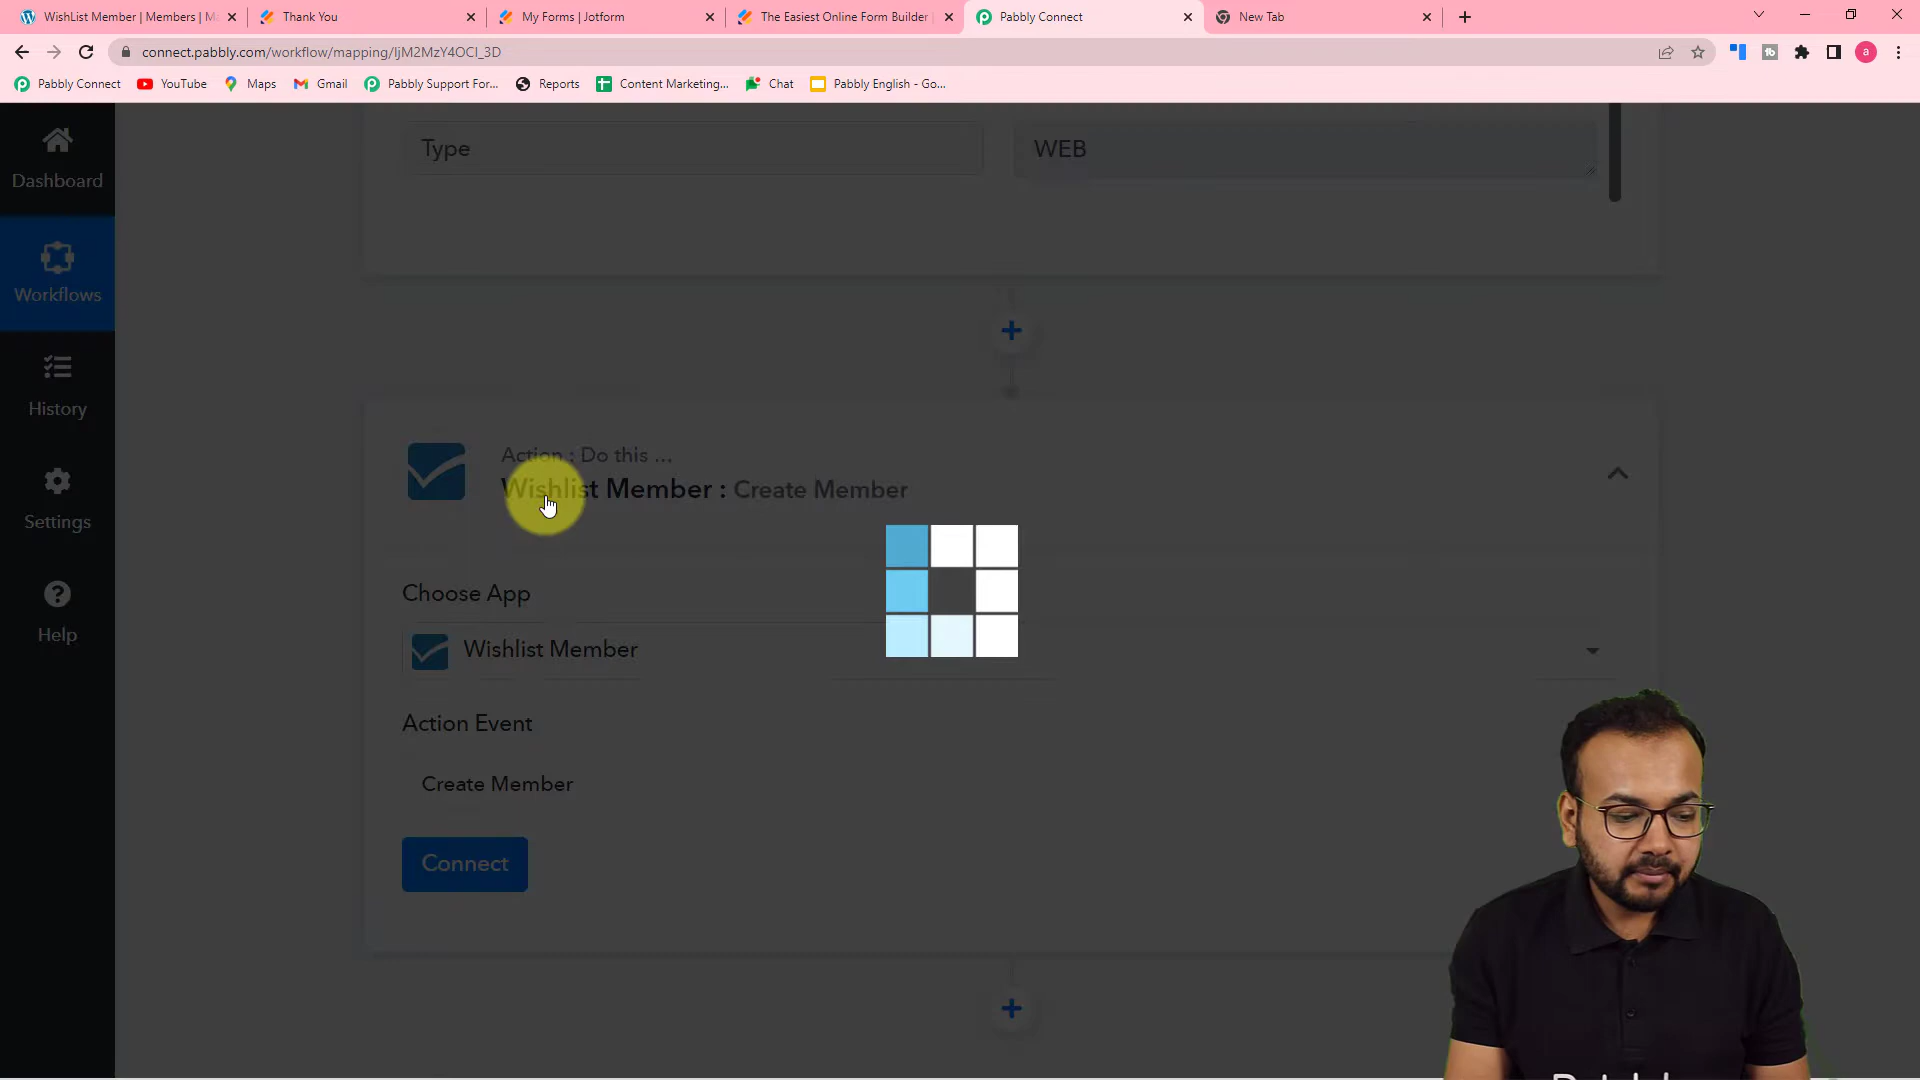 WishList Member | Members | M
Thank You
My Forms | Jotform
The Easiest Online Form Builder
Pabbly Connect
New Tab
connect.pabbly.com/workflow/mapping/IjM2MzY4OCI_3D
a
Pabbly Connect
YouTube
Maps
Gmail
Pabbly Support For...
Reports
Content Marketing...
Chat
Pabbly English - Go...
Dashboard
Workflows
History
Settings
Help
Type
WEB
Action : Do this ...
Wishlist Member : Create Member
Choose App
Wishlist Member
Action Event
Create Member
Connect